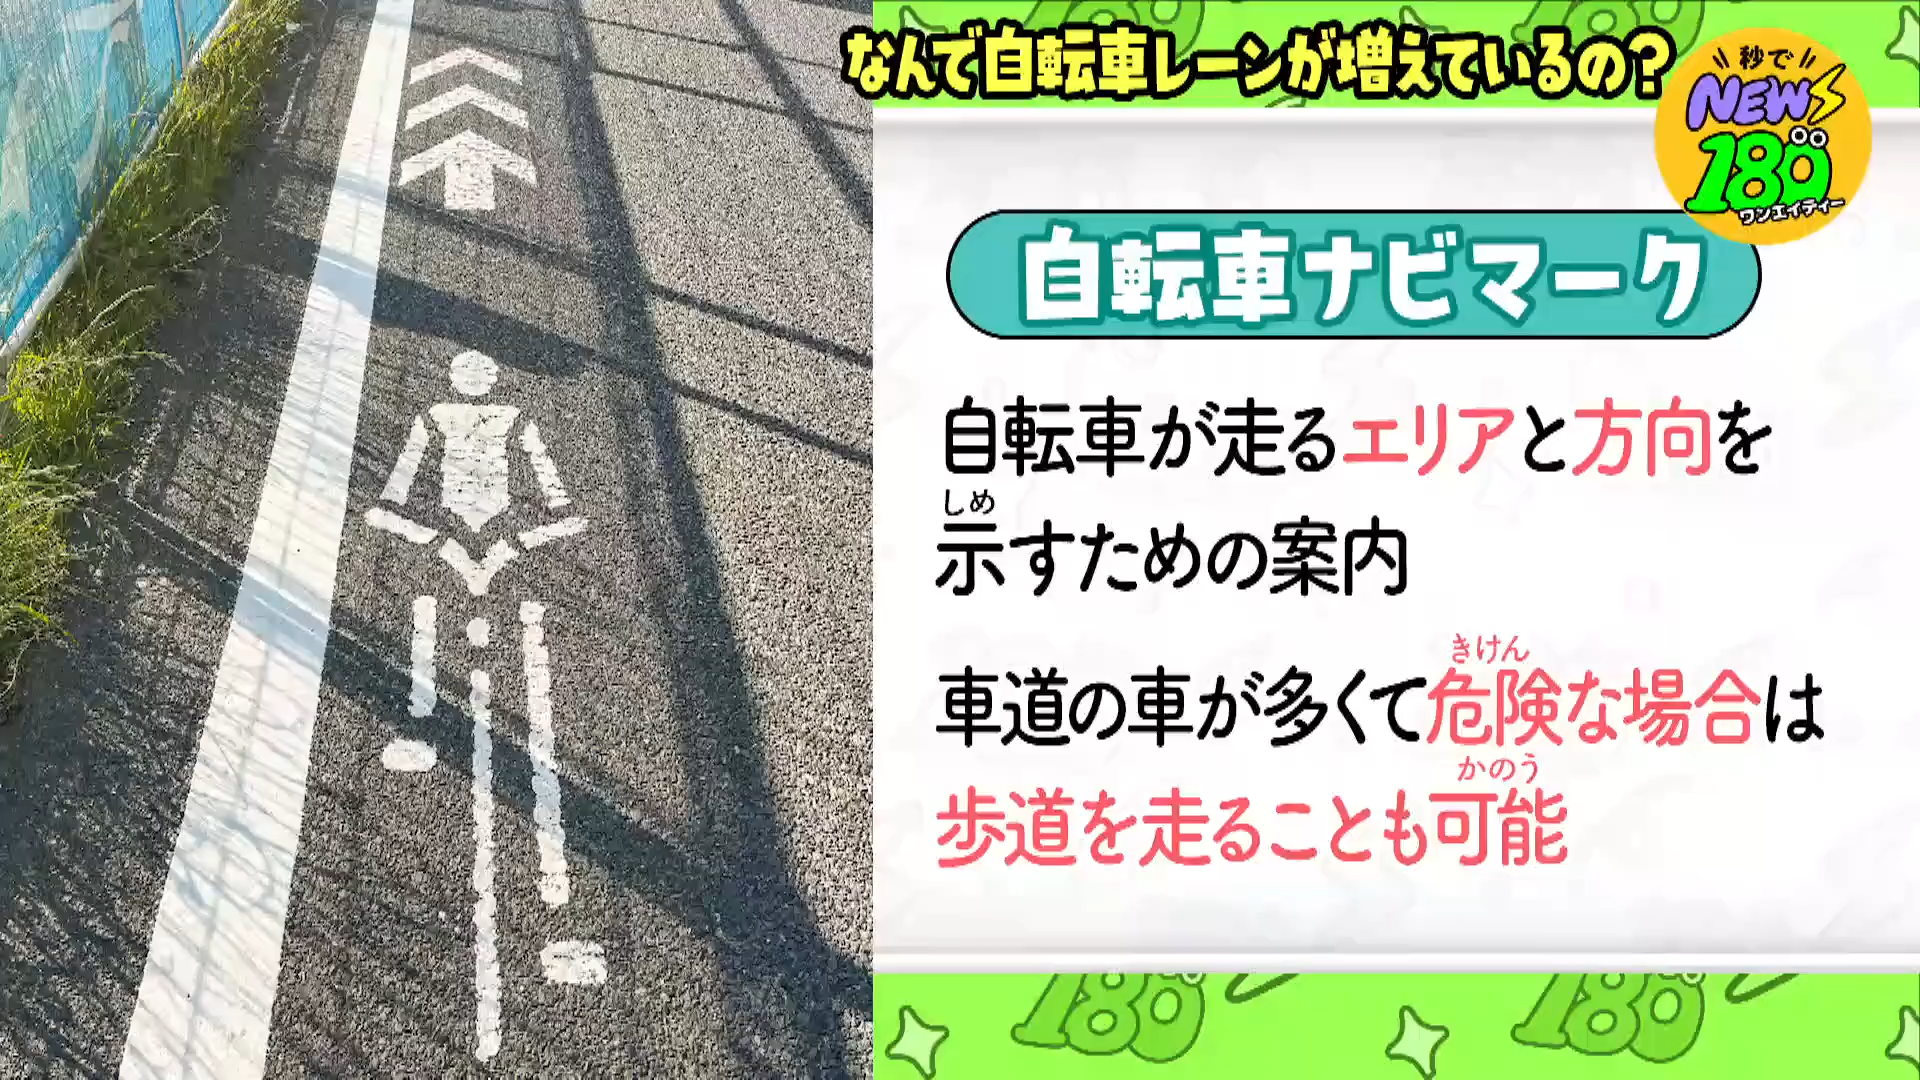 なんで自転車レーンが増えているの?
秒で
NEWS
180
ワンエイティー
自転車ナビマーク
自転車が走るエリアと方向を
しめ
示すための案内
きけん
車道の車が多くて危険な場合は
かのう
歩道を走ることも可能
180
180